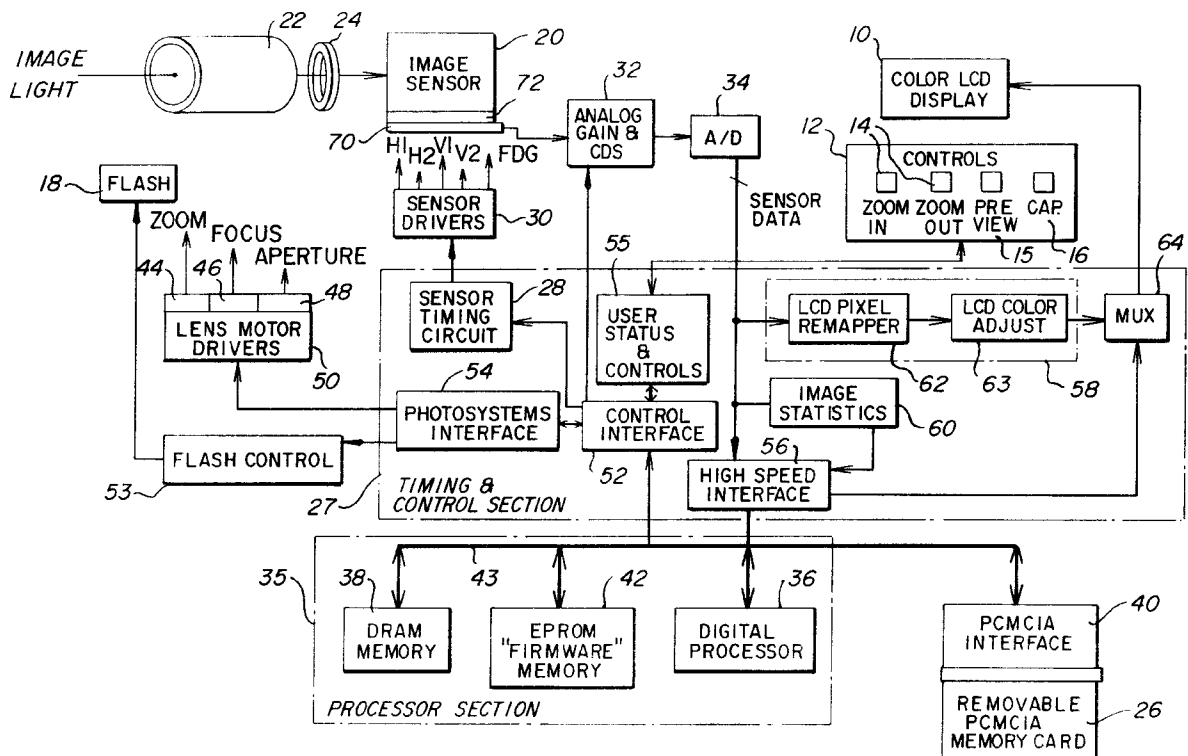 22
24
20
IMAGE
LIGHT
IMAGE
SENSOR
72
70
32
ANALOG
GAIN &
CDS
34
A/D
10
COLOR LCD
DISPLAY
12
14
CONTROLS
ZOOM
IN
ZOOM
OUT
PRE
VIEW
CAP.
15
16
H1
H2
V1
V2
FDG
SENSOR
DRIVERS
30
SENSOR
DATA
18
FLASH
ZOOM
FOCUS
APERTURE
44
46
48
LENS MOTOR
DRIVERS
50
SENSOR
TIMING
CIRCUIT
28
55
USER
STATUS
&
CONTROLS
LCD PIXEL
REMAPPER
62
LCD COLOR
ADJUST
63
58
64
MUX
54
PHOTOSYSTEMS
INTERFACE
CONTROL
INTERFACE
52
IMAGE
STATISTICS
60
56
HIGH SPEED
INTERFACE
FLASH CONTROL
53
27
TIMING &
CONTROL SECTION
43
35
38
DRAM
MEMORY
42
EPROM
"FIRMWARE"
MEMORY
36
DIGITAL
PROCESSOR
PROCESSOR SECTION
40
PCMCIA
INTERFACE
REMOVABLE
PCMCIA
MEMORY CARD
26